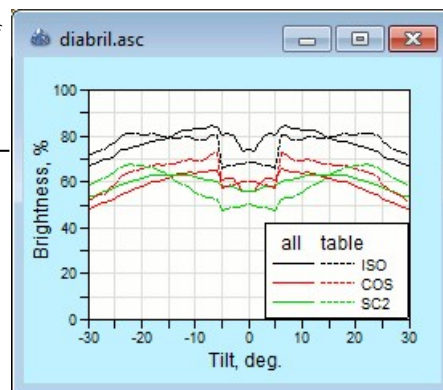 diabril.asc
100
80
60
40
20
0
Brightness, %
-30 -20 -10 0 10 20 30
Tilt, deg.
all table
ISO
COS
SC2